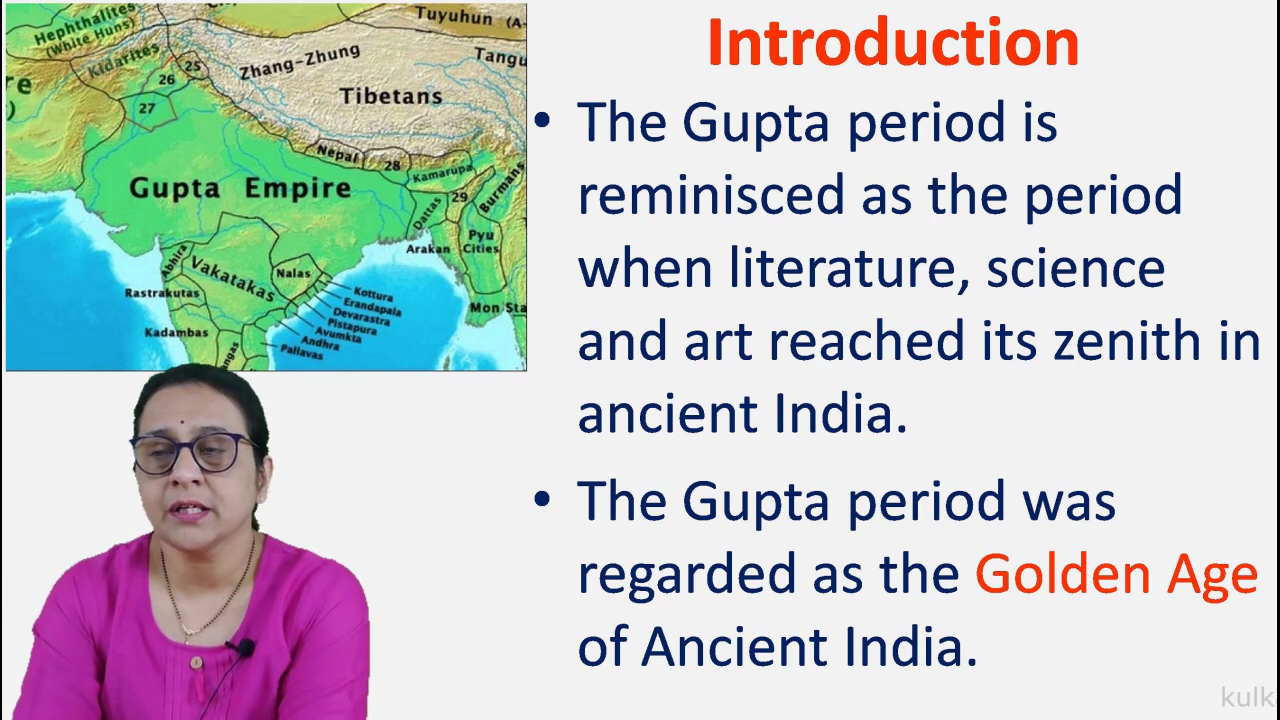 Introduction
• The Gupta period is
reminisced as the period
when literature, science
and art reached its zenith in
ancient India.
• The Gupta period was
regarded as the Golden Age
of Ancient India.
Hephthalites
(White Huns)
Kidarites
25
26
27
Zhang-Zhung
Tuyuhun (A-
Tangu
Tibetans
Nepal
28
Kamarupa
29
Burmans
Gupta Empire
Dattas
Pyu
Cities
Arakan
Abhira
Vakatakas
Nalas
Rastrakutas
Kottura
Erandapala
Devarastra
Pistapura
Avumkta
Andhra
Pallavas
Kadambas
Mon Sta
kulk